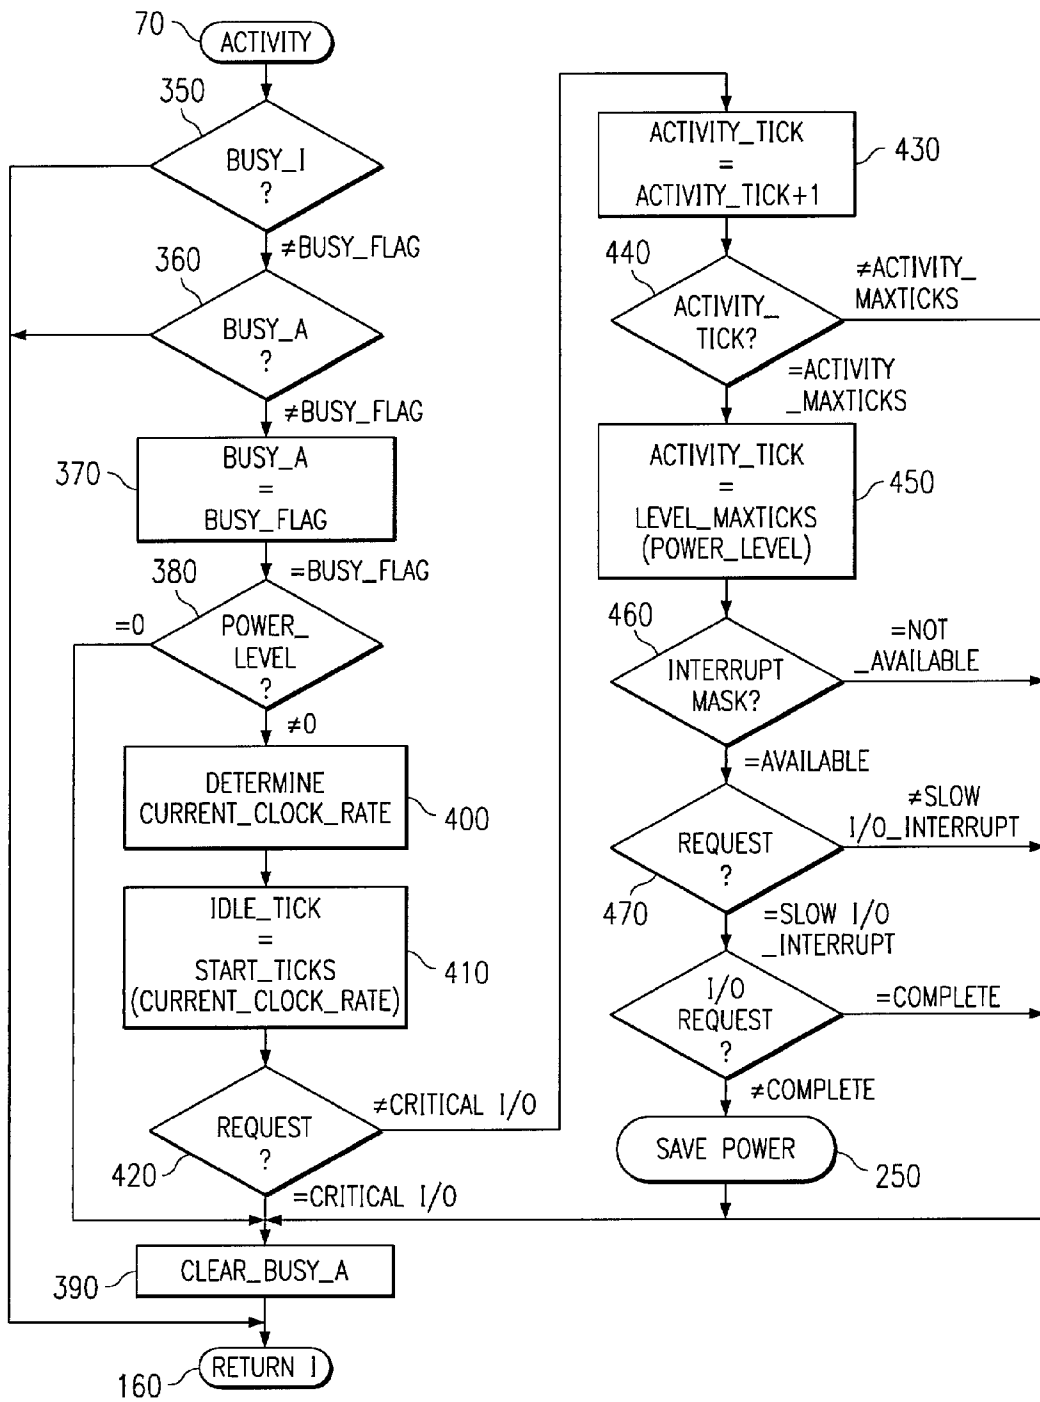 70
ACTIVITY
350
BUSY_I
?
≠BUSY_FLAG
360
BUSY_A
?
≠BUSY_FLAG
370
BUSY_A
=
BUSY_FLAG
=BUSY_FLAG
380
=0
POWER_
LEVEL
?
≠0
DETERMINE
CURRENT_CLOCK_RATE
400
IDLE_TICK
=
START_TICKS
(CURRENT_CLOCK_RATE)
410
REQUEST
?
420
≠CRITICAL I/O
=CRITICAL I/O
390
CLEAR_BUSY_A
RETURN I
160
ACTIVITY_TICK
=
ACTIVITY_TICK+1
430
440
ACTIVITY_
TICK?
≠ACTIVITY_
MAXTICKS
=ACTIVITY
_MAXTICKS
ACTIVITY_TICK
=
LEVEL_MAXTICKS
(POWER_LEVEL)
450
460
INTERRUPT
MASK?
=NOT
_AVAILABLE
=AVAILABLE
REQUEST
?
470
≠SLOW
I/O_INTERRUPT
=SLOW I/O
_INTERRUPT
I/O
REQUEST
?
=COMPLETE
≠COMPLETE
SAVE POWER
250